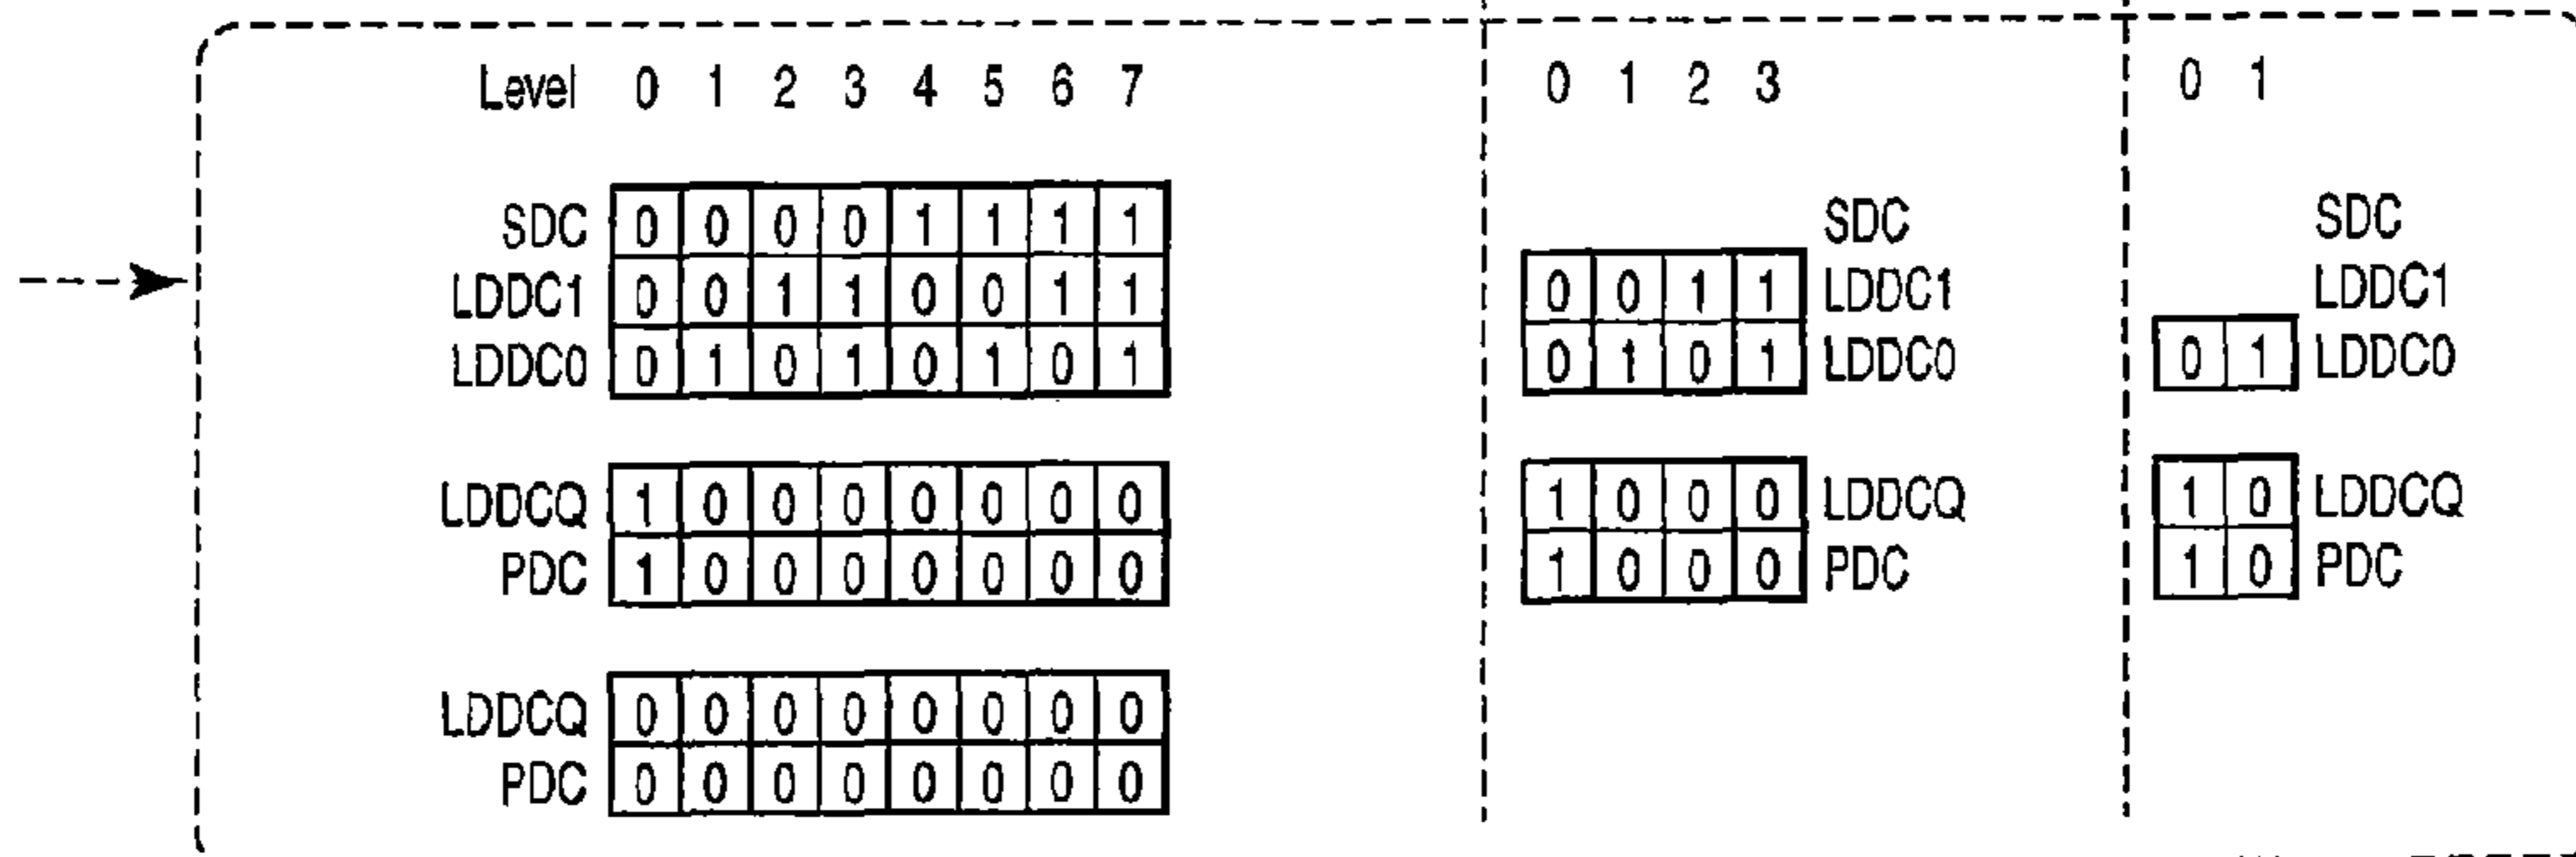 Level 0 1 2 3 4 5 6 7 0 1 2 3 0 1
SDC 0 0 0 0 1 1 1 1 SDC SDC
LDDC1 0 0 1 1 0 0 1 1 0 0 1 1 LDDC1 LDDC1
LDDC0 0 1 0 1 0 1 0 1 0 1 0 1 LDDC0 0 1 LDDC0
LDDCQ 1 0 0 0 0 0 0 0 1 0 0 0 LDDCQ 1 0 LDDCQ
PDC 1 0 0 0 0 0 0 0 1 0 0 0 PDC 1 0 PDC
LDDCQ 0 0 0 0 0 0 0 0
PDC 0 0 0 0 0 0 0 0